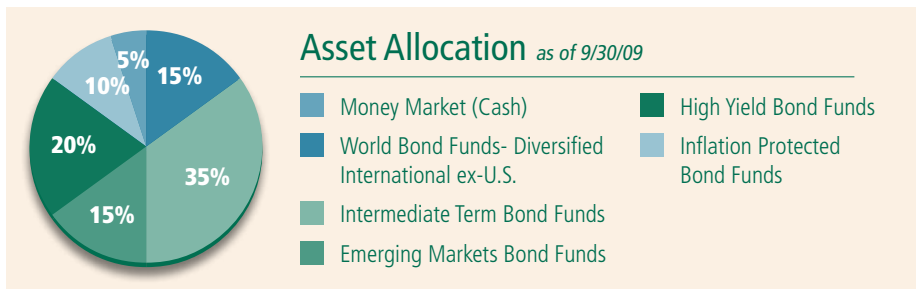 Asset Allocation as of 9/30/09
5%
15%
10%
20%
35%
15%
Money Market (Cash)
World Bond Funds- Diversified
International ex-U.S.
Intermediate Term Bond Funds
Emerging Markets Bond Funds
High Yield Bond Funds
Inflation Protected
Bond Funds